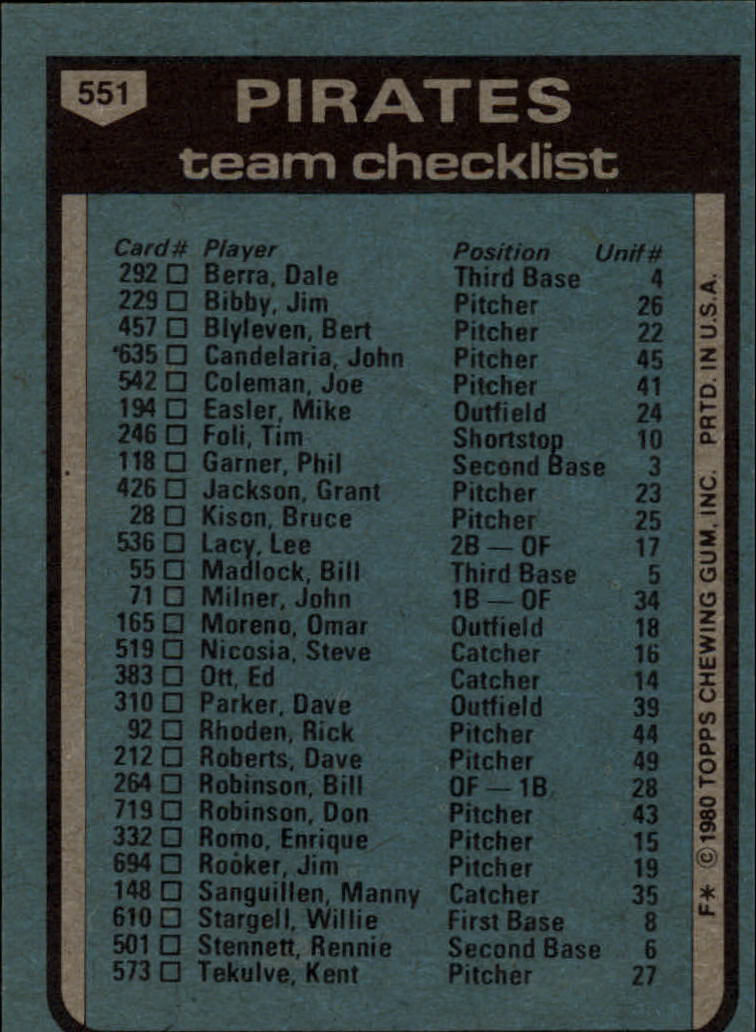 551
PIRATES
team checklist
Card# Player Position Unif#
292 Berra, Dale Third Base 4
229 Bibby, Jim Pitcher 26
457 Blyleven, Bert Pitcher 22
*635 Candelaria, John Pitcher 45
542 Coleman, Joe Pitcher 41
194 Easler, Mike Outfield 24
246 Foli, Tim Shortstop 10
118 Garner, Phil Second Base 3
426 Jackson, Grant Pitcher 23
28 Kison, Bruce Pitcher 25
536 Lacy, Lee 2B — OF 17
55 Madlock, Bill Third Base 5
71 Milner, John 1B — OF 34
165 Moreno, Omar Outfield 18
519 Nicosia, Steve Catcher 16
383 Ott, Ed Catcher 14
310 Parker, Dave Outfield 39
92 Rhoden, Rick Pitcher 44
212 Roberts, Dave Pitcher 49
264 Robinson, Bill OF — 1B 28
719 Robinson, Don Pitcher 43
332 Romo, Enrique Pitcher 15
694 Rooker, Jim Pitcher 19
148 Sanguillen, Manny Catcher 35
610 Stargell, Willie First Base 8
501 Stennett, Rennie Second Base 6
573 Tekulve, Kent Pitcher 27
F* © 1980 TOPPS CHEWING GUM, INC. PRTD. IN U.S.A.